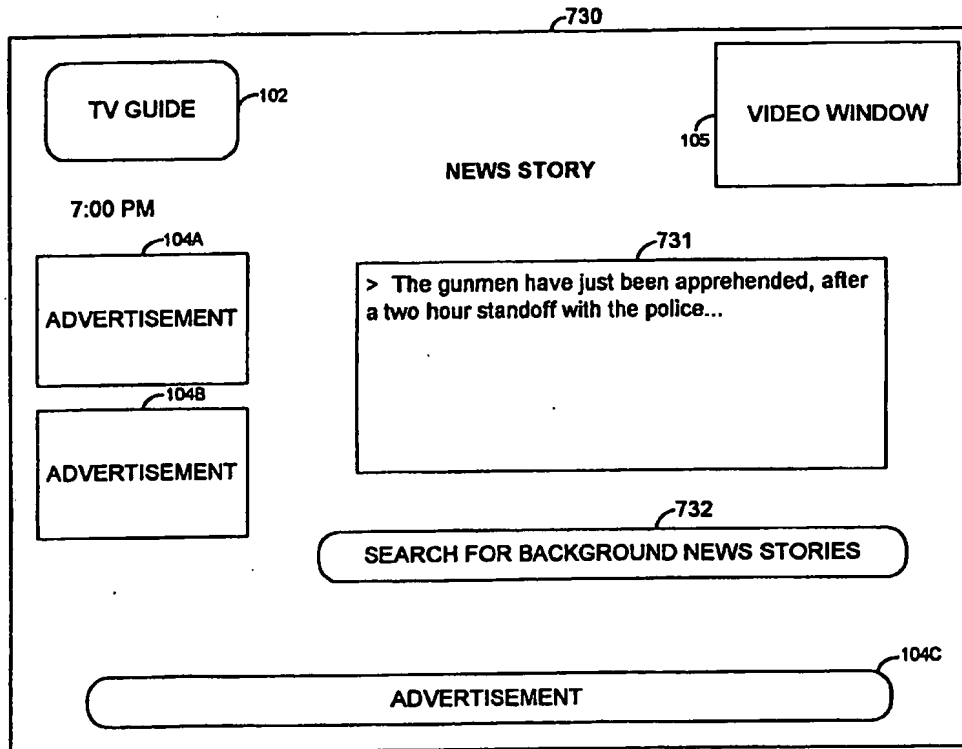 730
TV GUIDE
102
VIDEO WINDOW
105
NEWS STORY
7:00 PM
104A
ADVERTISEMENT
731
> The gunmen have just been apprehended, after
a two hour standoff with the police...
104B
ADVERTISEMENT
732
SEARCH FOR BACKGROUND NEWS STORIES
104C
ADVERTISEMENT